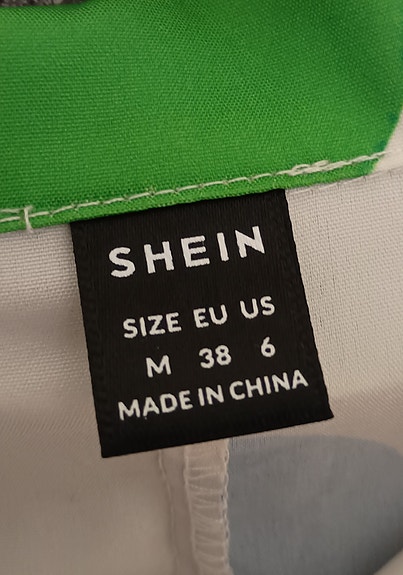 SHEIN
SIZE EU US
M 38 6
MADE IN CHINA